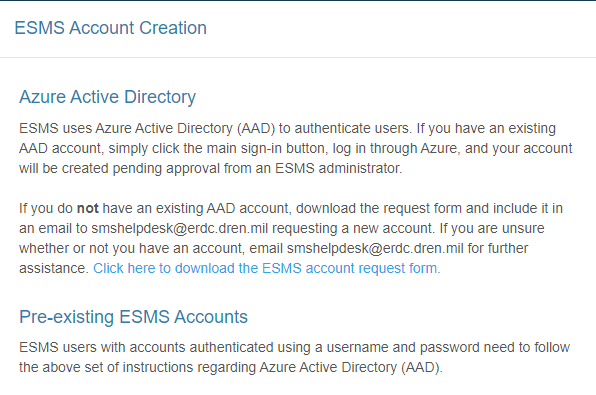 ESMS Account Creation
Azure Active Directory
ESMS uses Azure Active Directory (AAD) to authenticate users. If you have an existing
AAD account, simply click the main sign-in button, log in through Azure, and your account
will be created pending approval from an ESMS administrator.
If you do not have an existing AAD account, download the request form and include it in
an email to smshelpdesk@erdc.dren.mil requesting a new account. If you are unsure
whether or not you have an account, email smshelpdesk@erdc.dren.mil for further
assistance. Click here to download the ESMS account request form.
Pre-existing ESMS Accounts
ESMS users with accounts authenticated using a username and password need to follow
the above set of instructions regarding Azure Active Directory (AAD).